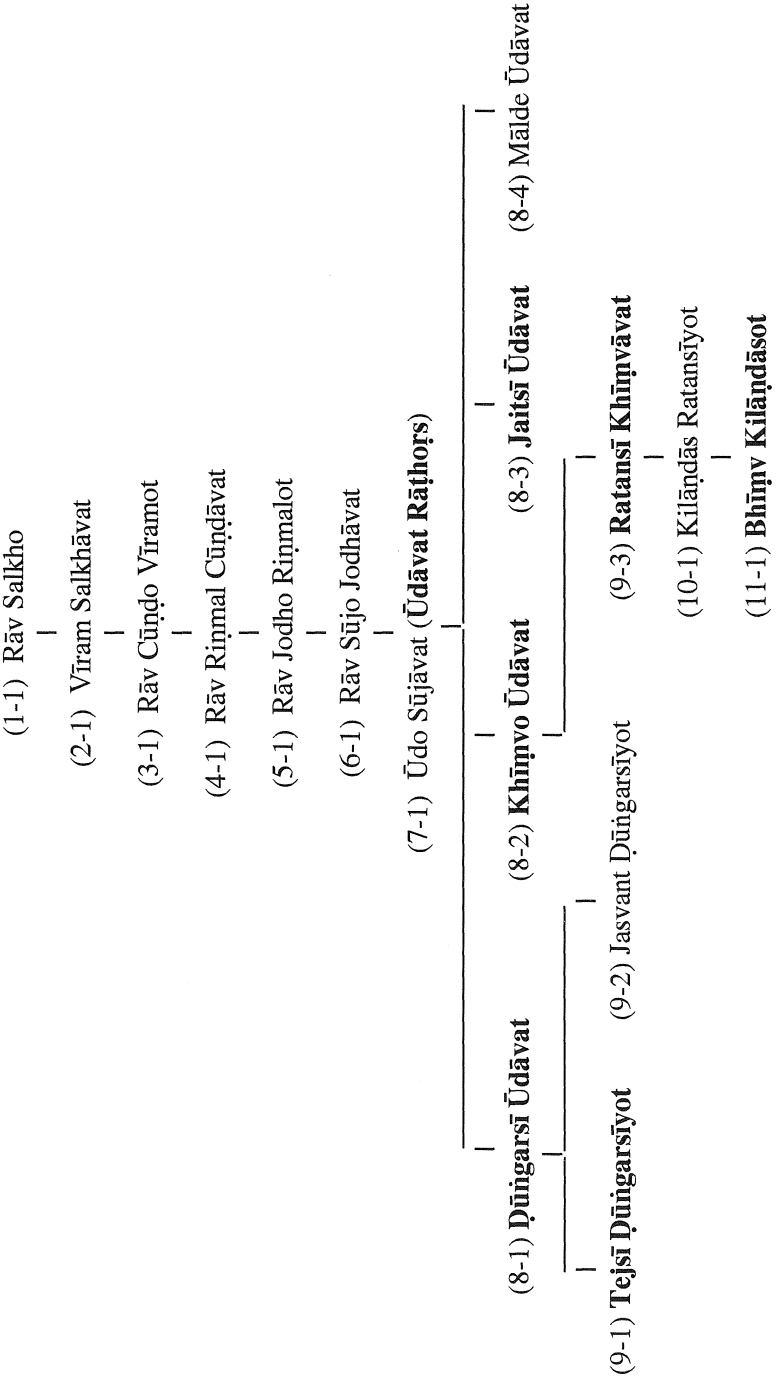 (1-1) Rāv Salkho
(2-1) Vīram Salkhāvat
(3-1) Rāv Cūṇḍo Vīramot
(4-1) Rāv Riṇmal Cūṇḍāvat
(5-1) Rāv Jodho Riṇmalot
(6-1) Rāv Sūjo Jodhāvat
(7-1) Ūdo Sūjāvat (Ūdāvat Rāṭhoṛs)
(8-1) Ḍūṅgarsī Ūdāvat
(8-2) Khīṃvo Ūdāvat
(8-3) Jaitsī Ūdāvat
(8-4) Mālde Ūdāvat
(9-1) Tejsī Ḍūṅgarsīyot
(9-2) Jasvant Ḍūṅgarsīyot
(9-3) Ratansī Khīṃvāvat
(10-1) Kilāṇdās Ratansīyot
(11-1) Bhīṃv Kilāṇdāsot